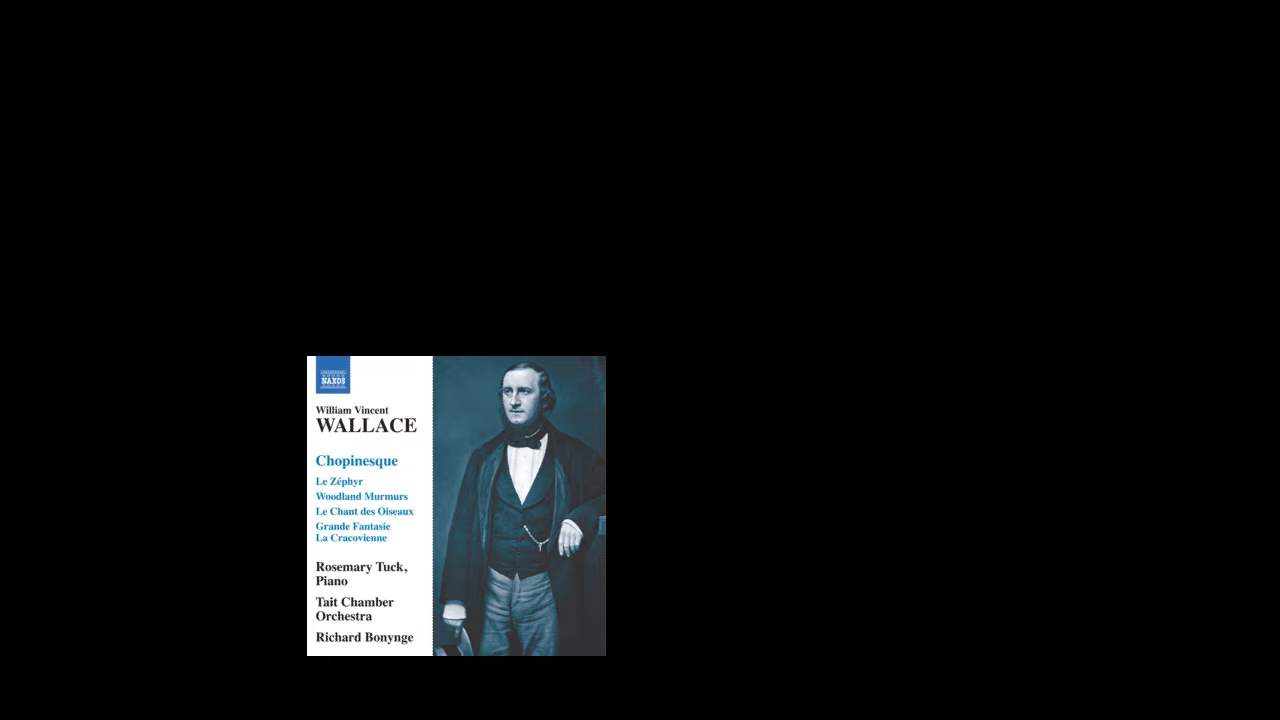 NAXOS
William Vincent
WALLACE
Chopinesque
Le Zéphyr
Woodland Murmurs
Le Chant des Oiseaux
Grande Fantasie
La Cracovienne
Rosemary Tuck,
Piano
Tait Chamber
Orchestra
Richard Bonynge